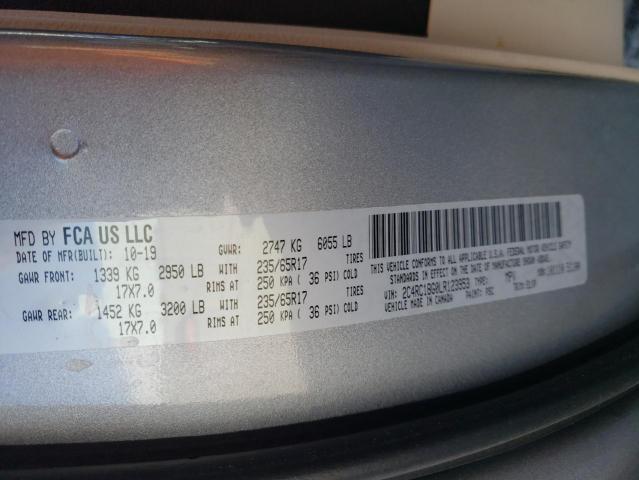 MFD BY FCA US LLC
DATE OF MFR(BUILT): 10-19 GVWR: 2747 KG 6055 LB
GAWR FRONT: 1339 KG 2950 LB WITH 235/65R17 TIRES
17X7.0 RIMS AT 250 KPA ( 36 PSI) COLD
GAWR REAR: 1452 KG 3200 LB WITH 235/65R17 TIRES
17X7.0 RIMS AT 250 KPA ( 36 PSI) COLD
THIS VEHICLE CONFORMS TO ALL APPLICABLE U.S.A. FEDERAL MOTOR VEHICLE SAFETY
STANDARDS IN EFFECT ON THE DATE OF MANUFACTURE SHOWN ABOVE.
VIN: 2C4RC1BG0LR123953 TYPE: MPV
VEHICLE MADE IN CANADA PAINT: PSC